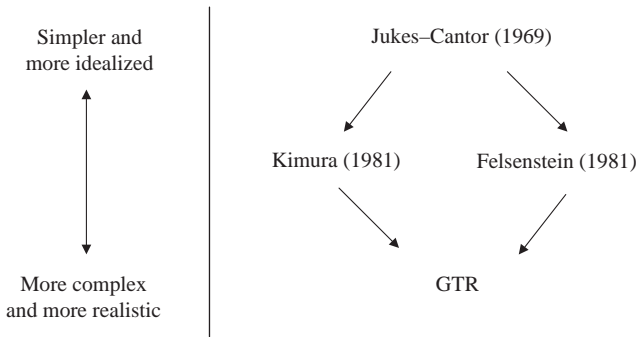 Simpler and
more idealized
Jukes–Cantor (1969)
Kimura (1981)
Felsenstein (1981)
More complex
and more realistic
GTR